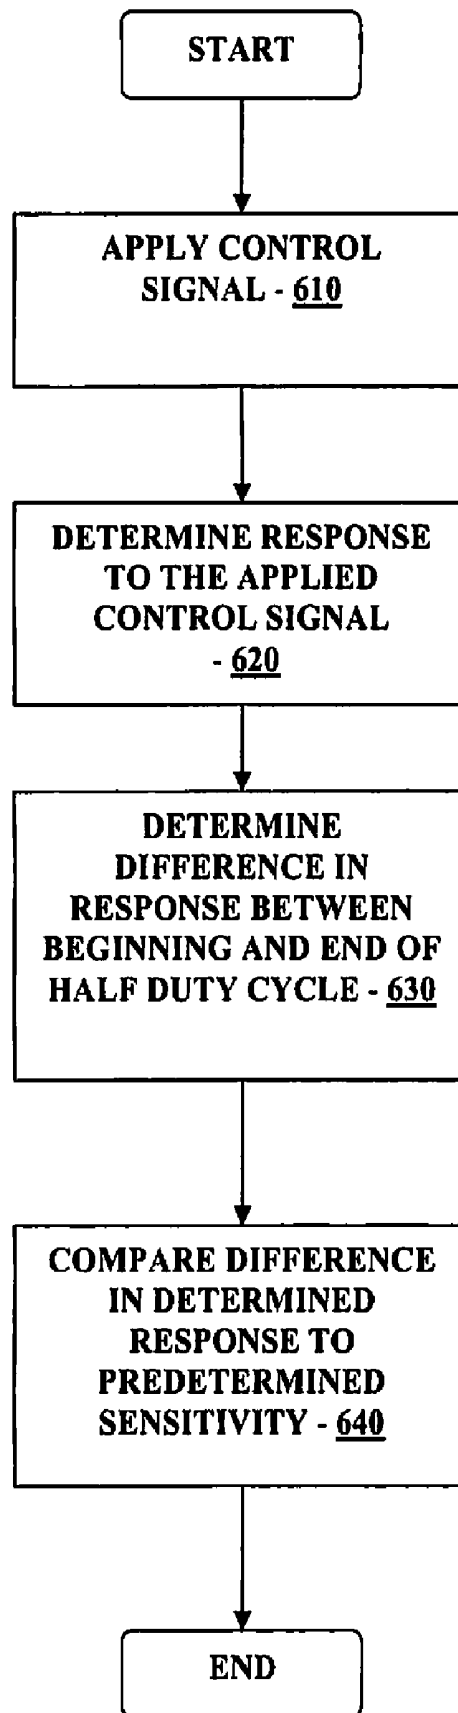 START
APPLY CONTROL
SIGNAL - 610
DETERMINE RESPONSE
TO THE APPLIED
CONTROL SIGNAL
- 620
DETERMINE
DIFFERENCE IN
RESPONSE BETWEEN
BEGINNING AND END OF
HALF DUTY CYCLE - 630
COMPARE DIFFERENCE
IN DETERMINED
RESPONSE TO
PREDETERMINED
SENSITIVITY - 640
END